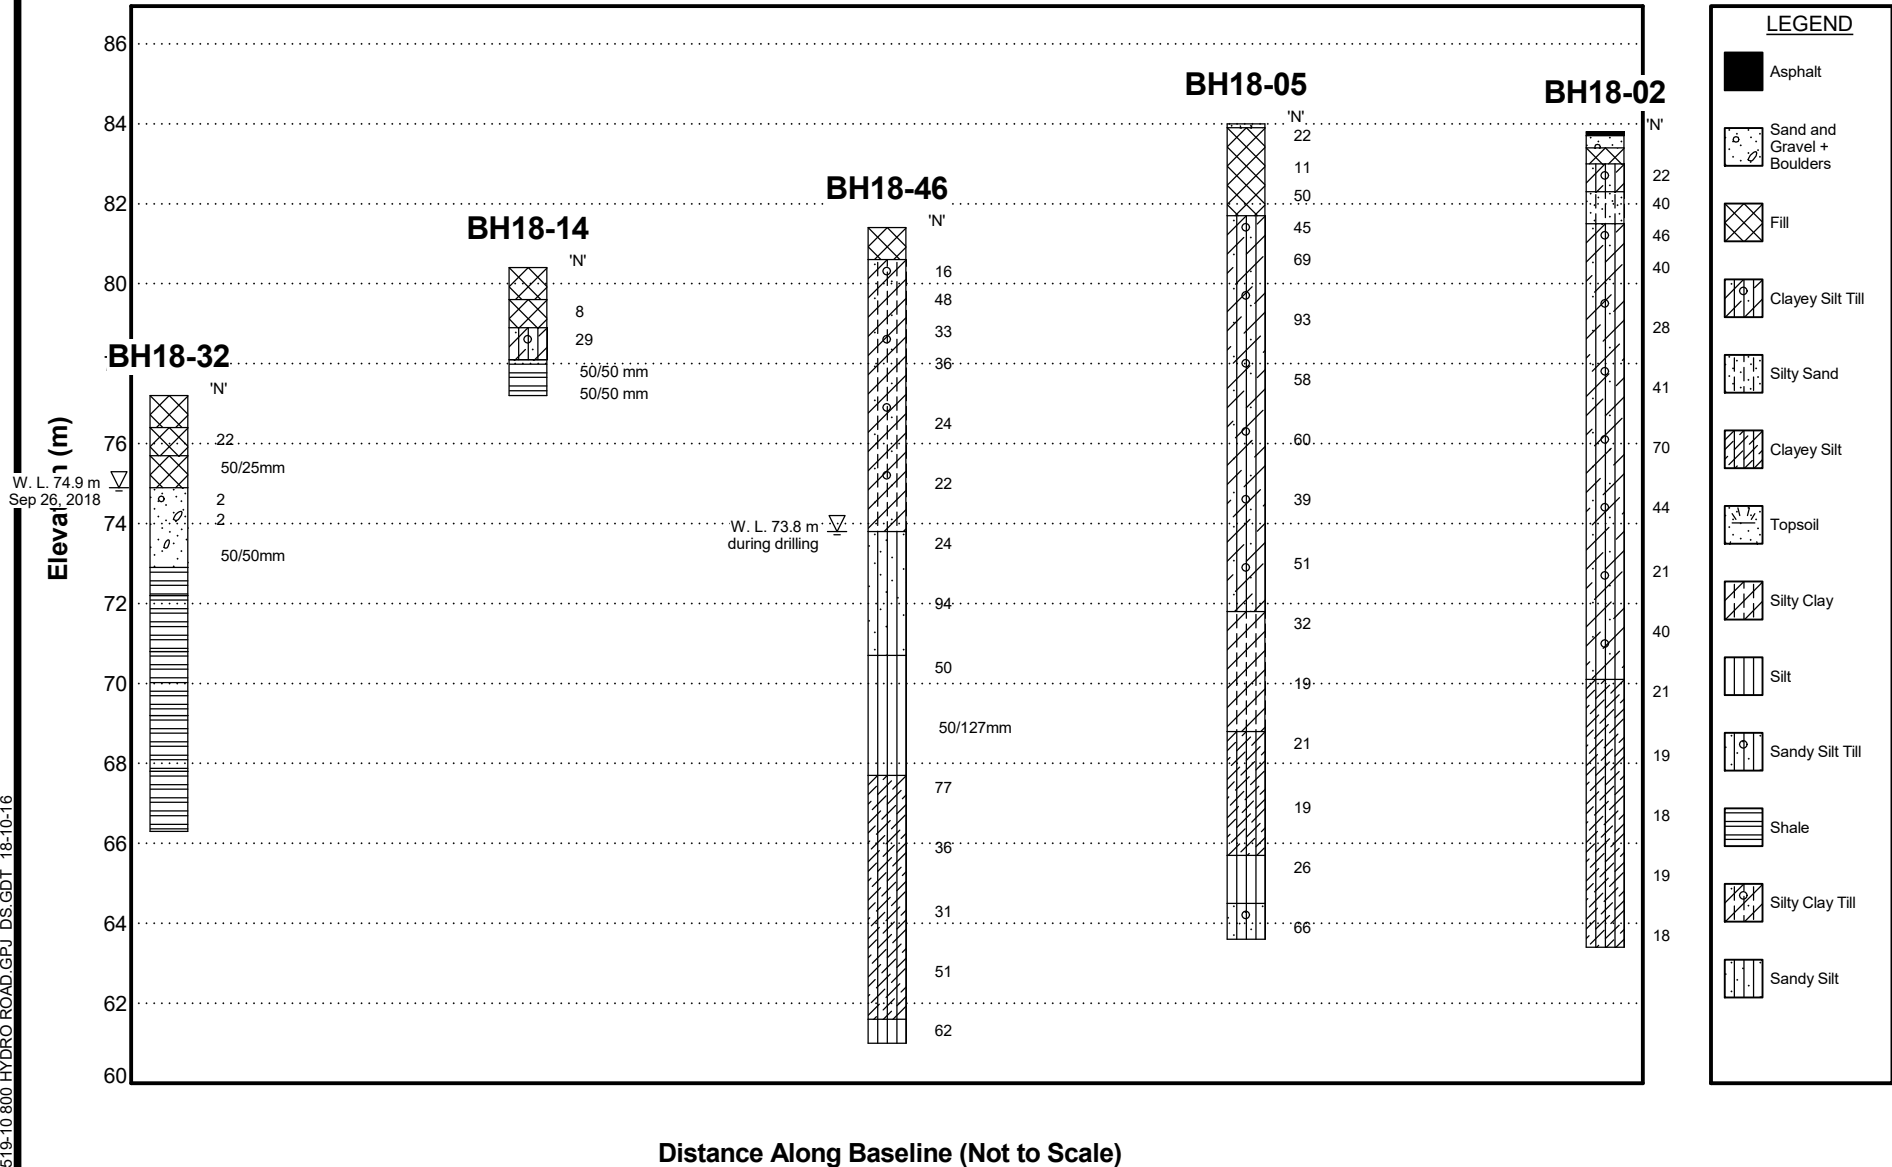 86
84
82
80
76
74
72
70
68
66
64
62
60
Elevation (m)
BH18-32
'N'
22
50/25mm
2
2
50/50mm
W. L. 74.9 m
Sep 26, 2018
BH18-14
'N'
8
29
50/50 mm
50/50 mm
BH18-46
'N'
16
48
33
36
24
22
24
94
50
50/127mm
77
36
31
51
62
W. L. 73.8 m
during drilling
BH18-05
'N'
22
11
50
45
69
93
58
60
39
51
32
19
21
19
26
66
BH18-02
'N'
22
40
46
40
28
41
70
44
21
40
21
19
18
19
18
LEGEND
Asphalt
Sand and
Gravel +
Boulders
Fill
Clayey Silt Till
Silty Sand
Clayey Silt
Topsoil
Silty Clay
Silt
Sandy Silt Till
Shale
Silty Clay Till
Sandy Silt
Distance Along Baseline (Not to Scale)
519-10 800 HYDRO ROAD.GPJ DS.GDT 18-10-16